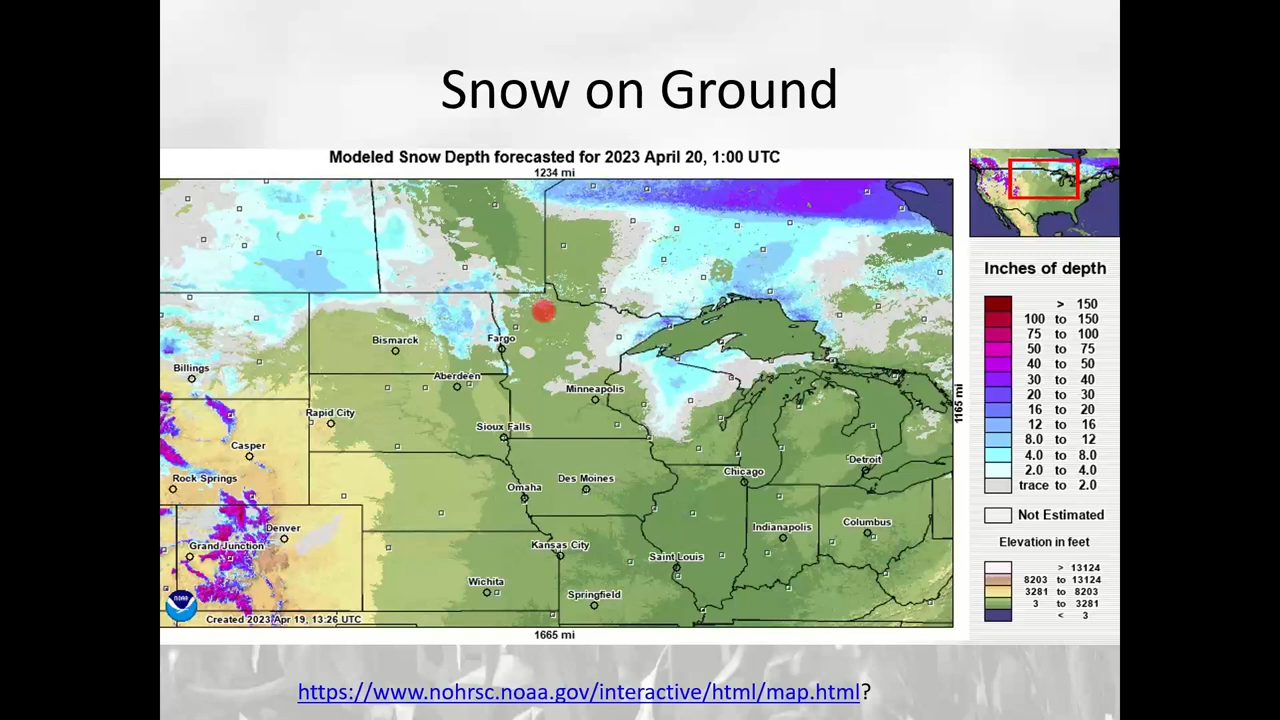 Snow on Ground
Modeled Snow Depth forecasted for 2023 April 20, 1:00 UTC
1234 mi
Inches of depth
> 150
100 to 150
75 to 100
50 to 75
40 to 50
30 to 40
20 to 30
16 to 20
12 to 16
8.0 to 12
4.0 to 8.0
2.0 to 4.0
trace to 2.0
Not Estimated
Elevation in feet
> 13124
8203 to 13124
3281 to 8203
3 to 3281
< 3
Bismarck
Fargo
Billings
Aberdeen
Minneapolis
1165 mi
Rapid City
Sioux Falls
Casper
Rock Springs
Omaha
Des Moines
Chicago
Detroit
Denver
Grand Junction
Kansas City
Saint Louis
Indianapolis
Columbus
Wichita
Springfield
NOAA
Created 2023 Apr 19, 13:26 UTC
1665 mi
https://www.nohrsc.noaa.gov/interactive/html/map.html?